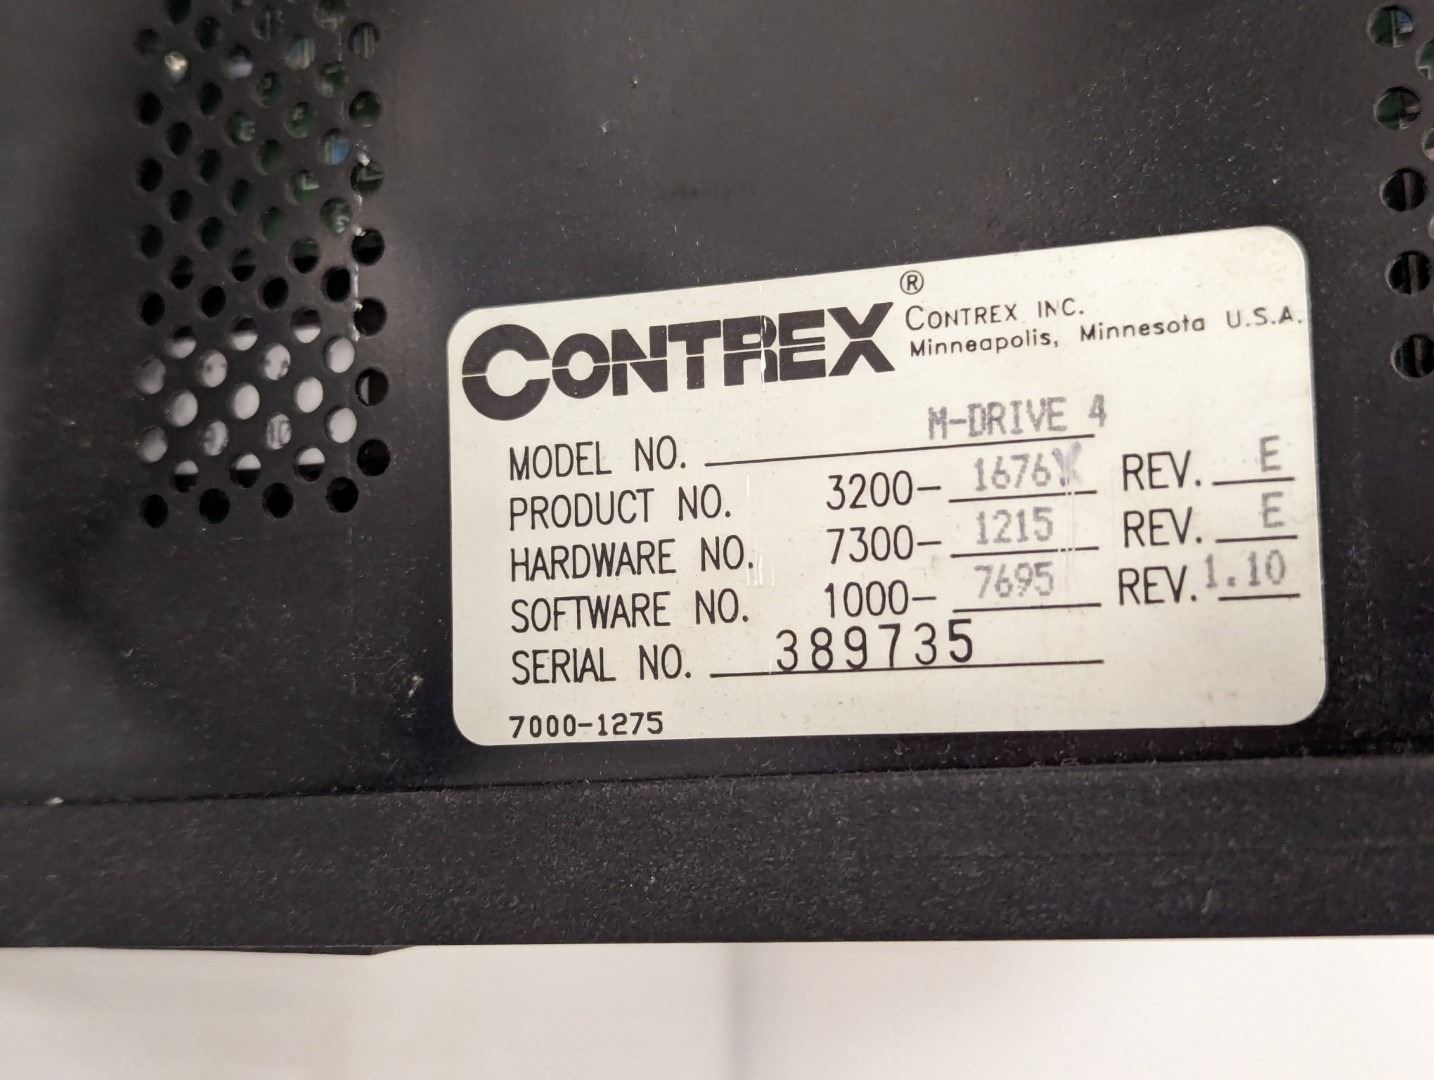 CONTREX ® CONTREX INC.
Minneapolis, Minnesota U.S.A.
MODEL NO. M-DRIVE 4
PRODUCT NO. 3200-1676 REV. E
HARDWARE NO. 7300-1215 REV. E
SOFTWARE NO. 1000-7695 REV. 1.10
SERIAL NO. 389735
7000-1275